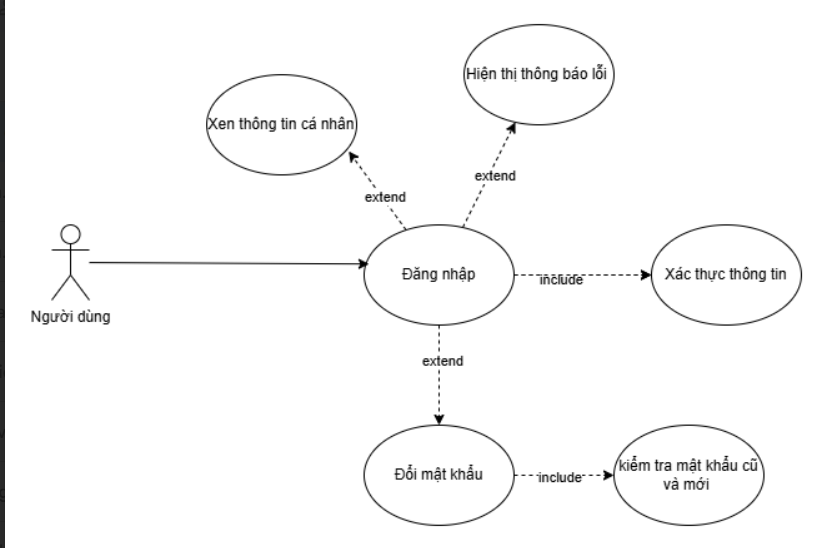 Hiện thị thông báo lỗi
Xen thông tin cá nhân
extend
extend
Đăng nhập
include
Xác thực thông tin
Người dùng
extend
Đổi mật khẩu
include
kiểm tra mật khẩu cũ
và mới